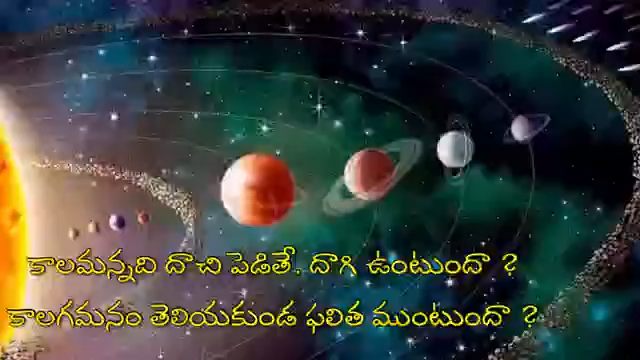 కాలమన్నది దాచి పెడితే, దాగి ఉంటుందా ?
కాలగమనం తెలియకుండ ఫలిత ముంటుందా ?